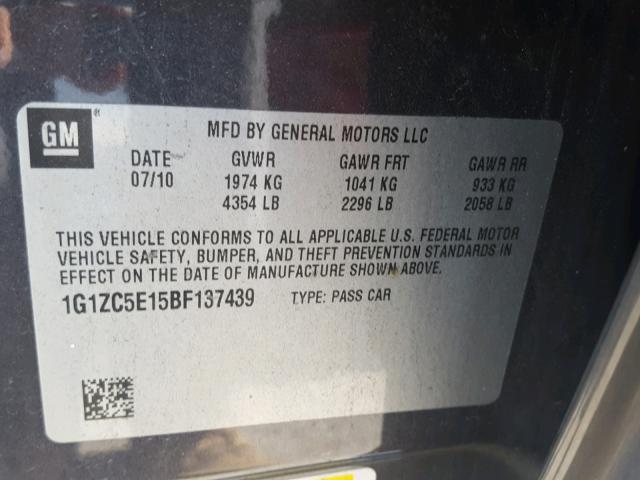 GM ®
MFD BY GENERAL MOTORS LLC
DATE GVWR GAWR FRT GAWR RR
07/10 1974 KG 1041 KG 933 KG
4354 LB 2296 LB 2058 LB
THIS VEHICLE CONFORMS TO ALL APPLICABLE U.S. FEDERAL MOTOR
VEHICLE SAFETY, BUMPER, AND THEFT PREVENTION STANDARDS IN
EFFECT ON THE DATE OF MANUFACTURE SHOWN ABOVE.
1G1ZC5E15BF137439 TYPE: PASS CAR